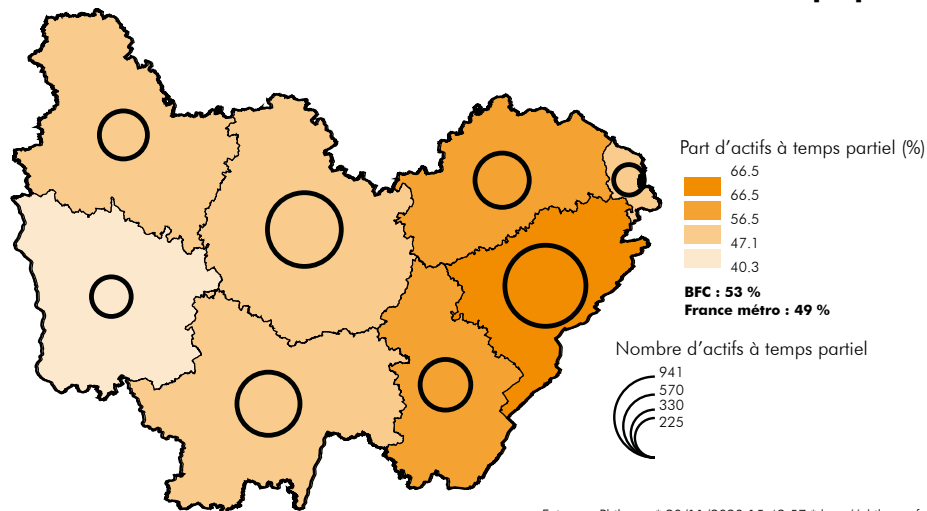 Part d'actifs à temps partiel (%)
66.5
66.5
56.5
47.1
40.3
BFC : 53 %
France métro : 49 %
Nombre d'actifs à temps partiel
941
570
330
225